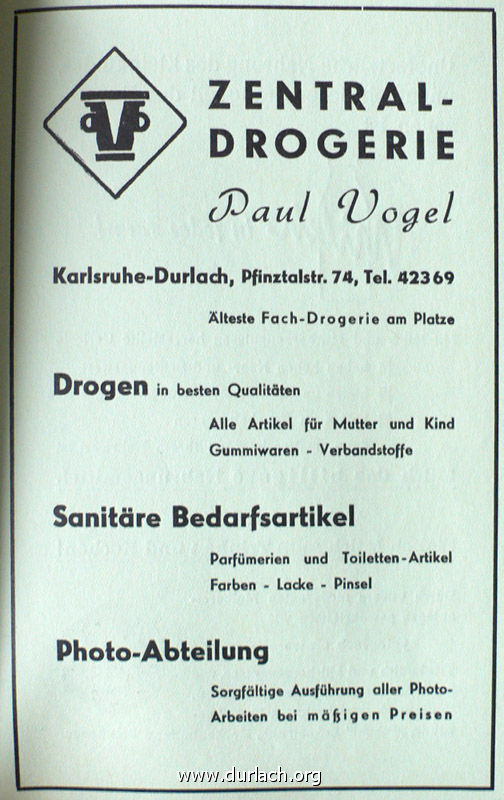 ZENTRAL-
DROGERIE
Paul Vogel
Karlsruhe-Durlach, Pfinztalstr. 74, Tel. 42369
Älteste Fach-Drogerie am Platze
Drogen in besten Qualitäten
Alle Artikel für Mutter und Kind
Gummiwaren - Verbandstoffe
Sanitäre Bedarfsartikel
Parfümerien und Toiletten-Artikel
Farben - Lacke - Pinsel
Photo-Abteilung
Sorgfältige Ausführung aller Photo-
Arbeiten bei mäßigen Preisen
www.durlach.org